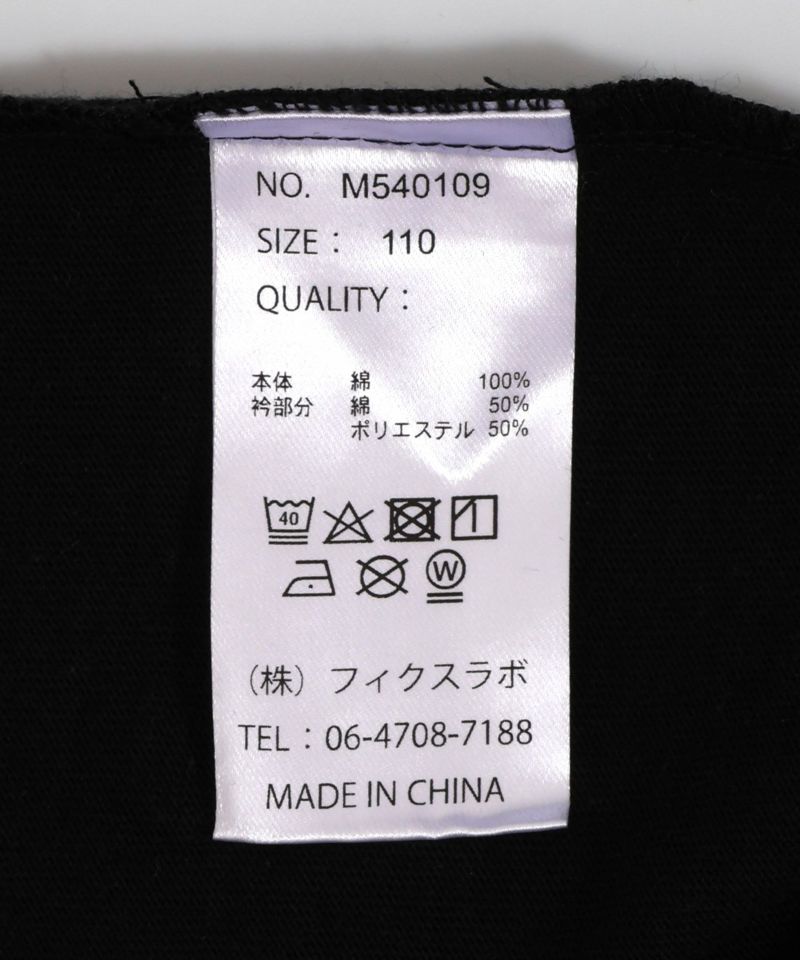 NO. M540109
SIZE : 110
QUALITY :
本体 綿 100%
衿部分 綿 50%
ポリエステル 50%
40
W
(株) フィクスラボ
TEL : 06-4708-7188
MADE IN CHINA